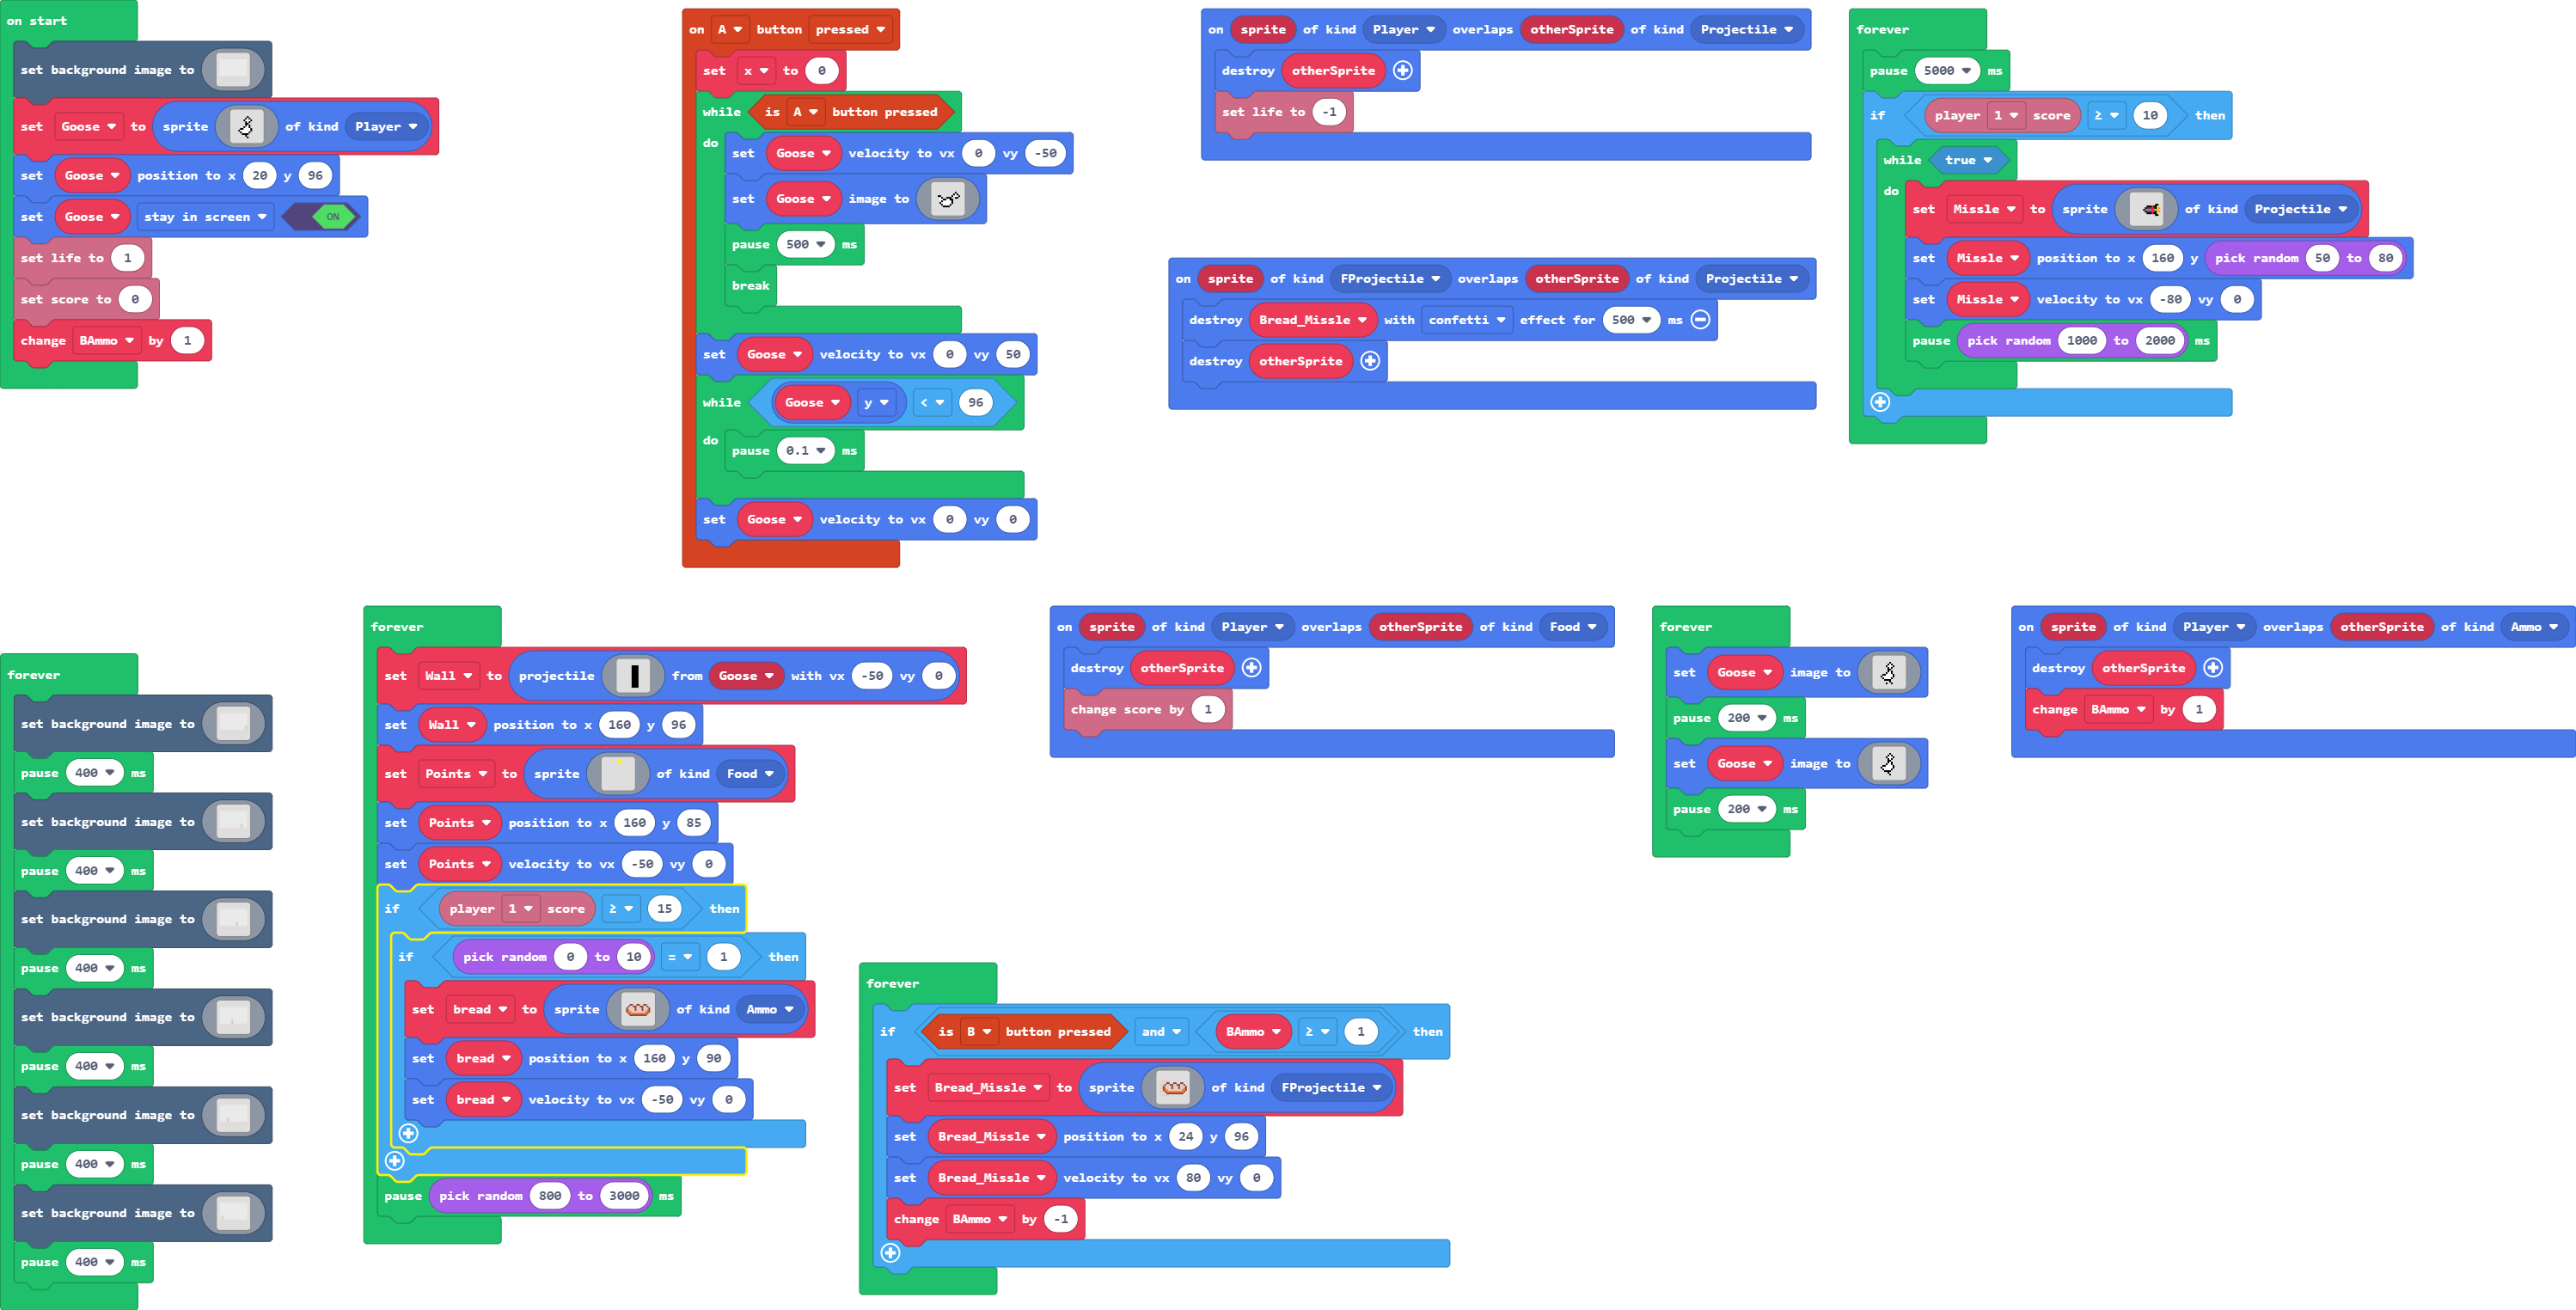 on start
set background image to
set Goose to sprite of kind Player
set Goose position to x 20 y 96
set Goose stay in screen ON
set life to 1
set score to 0
change BAmmo by 1
on A button pressed
set x to 0
while is A button pressed
do
set Goose velocity to vx 0 vy -50
set Goose image to
pause 500 ms
break
set Goose velocity to vx 0 vy 50
while Goose y < 96
do
pause 0.1 ms
set Goose velocity to vx 0 vy 0
on sprite of kind Player overlaps otherSprite of kind Projectile
destroy otherSprite
set life to -1
on sprite of kind FProjectile overlaps otherSprite of kind Projectile
destroy Bread_Missle with confetti effect for 500 ms
destroy otherSprite
forever
pause 5000 ms
if player 1 score ≥ 10 then
while true
do
set Missle to sprite of kind Projectile
set Missle position to x 160 y pick random 50 to 80
set Missle velocity to vx -80 vy 0
pause pick random 1000 to 2000 ms
forever
set background image to
pause 400 ms
set background image to
pause 400 ms
set background image to
pause 400 ms
set background image to
pause 400 ms
set background image to
pause 400 ms
set background image to
pause 400 ms
forever
set Wall to projectile from Goose with vx -50 vy 0
set Wall position to x 160 y 96
set Points to sprite of kind Food
set Points position to x 160 y 85
set Points velocity to vx -50 vy 0
if player 1 score ≥ 15 then
if pick random 0 to 10 = 1 then
set bread to sprite of kind Ammo
set bread position to x 160 y 90
set bread velocity to vx -50 vy 0
pause pick random 800 to 3000 ms
on sprite of kind Player overlaps otherSprite of kind Food
destroy otherSprite
change score by 1
forever
set Goose image to
pause 200 ms
set Goose image to
pause 200 ms
on sprite of kind Player overlaps otherSprite of kind Ammo
destroy otherSprite
change BAmmo by 1
forever
if is B button pressed and BAmmo ≥ 1 then
set Bread_Missle to sprite of kind FProjectile
set Bread_Missle position to x 24 y 96
set Bread_Missle velocity to vx 80 vy 0
change BAmmo by -1